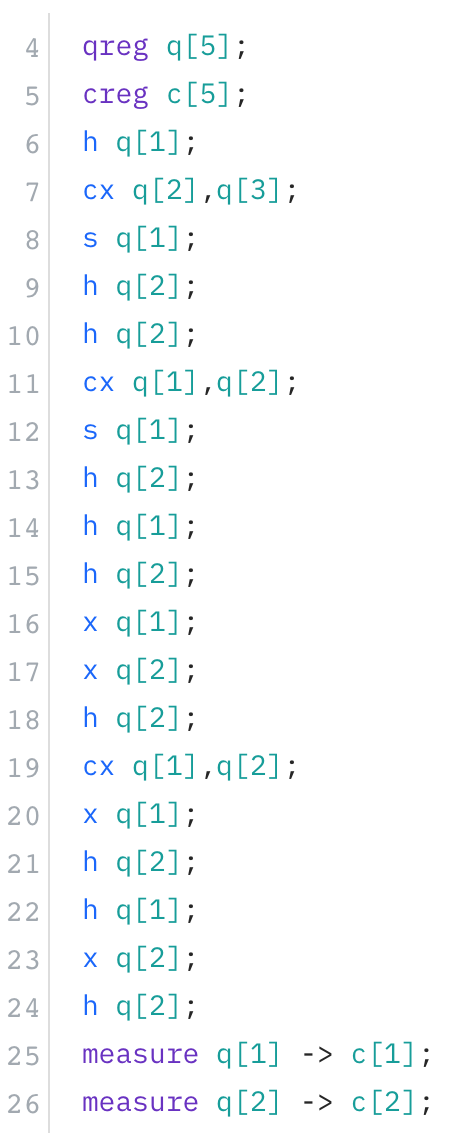 4 qreg q[5];
5 creg c[5];
6 h q[1];
7 cx q[2],q[3];
8 s q[1];
9 h q[2];
10 h q[2];
11 cx q[1],q[2];
12 s q[1];
13 h q[2];
14 h q[1];
15 h q[2];
16 x q[1];
17 x q[2];
18 h q[2];
19 cx q[1],q[2];
20 x q[1];
21 h q[2];
22 h q[1];
23 x q[2];
24 h q[2];
25 measure q[1] -> c[1];
26 measure q[2] -> c[2];